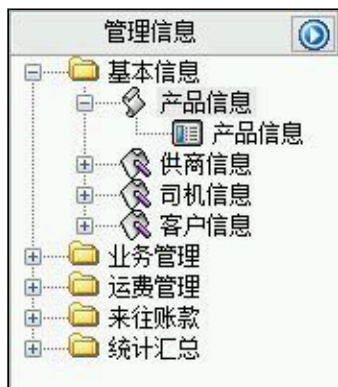 管理信息
基本信息
产品信息
产品信息
供商信息
司机信息
客户信息
业务管理
运费管理
来往账款
统计汇总